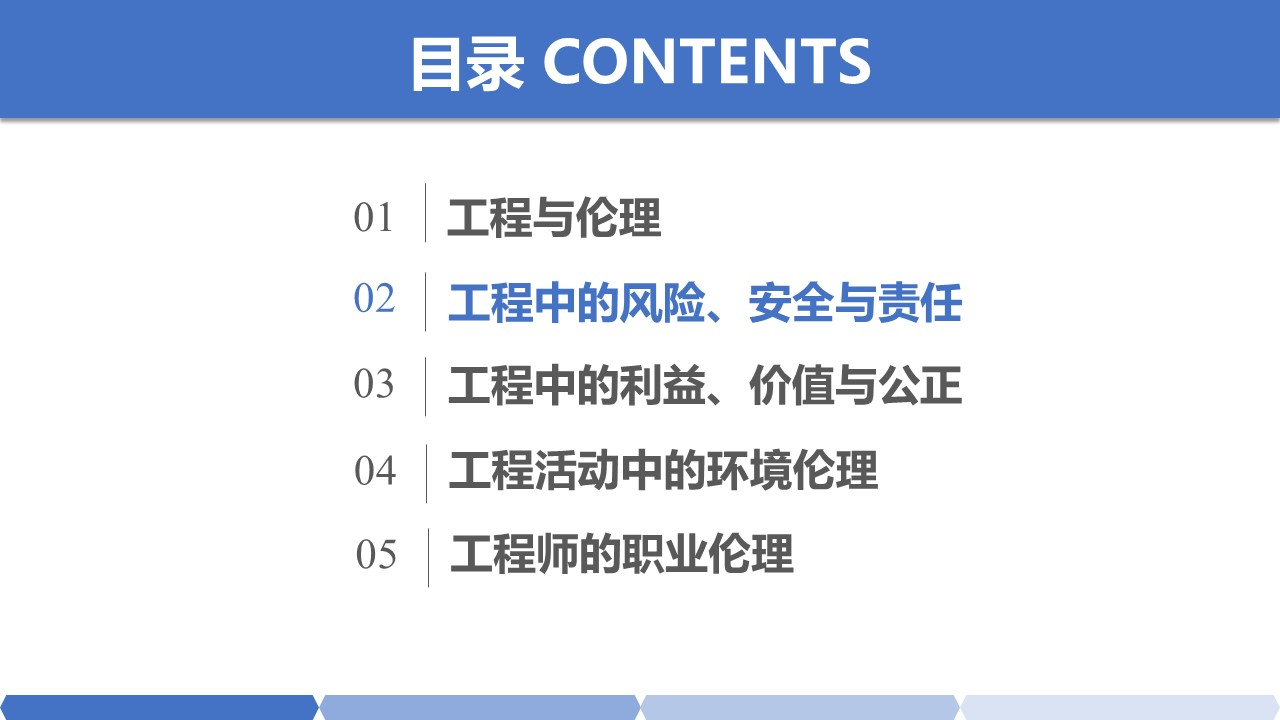 目录 CONTENTS
01 工程与伦理
02 工程中的风险、安全与责任
03 工程中的利益、价值与公正
04 工程活动中的环境伦理
05 工程师的职业伦理